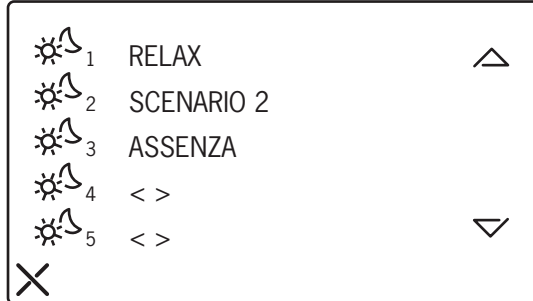 1 RELAX
2 SCENARIO 2
3 ASSENZA
4 < >
5 < >